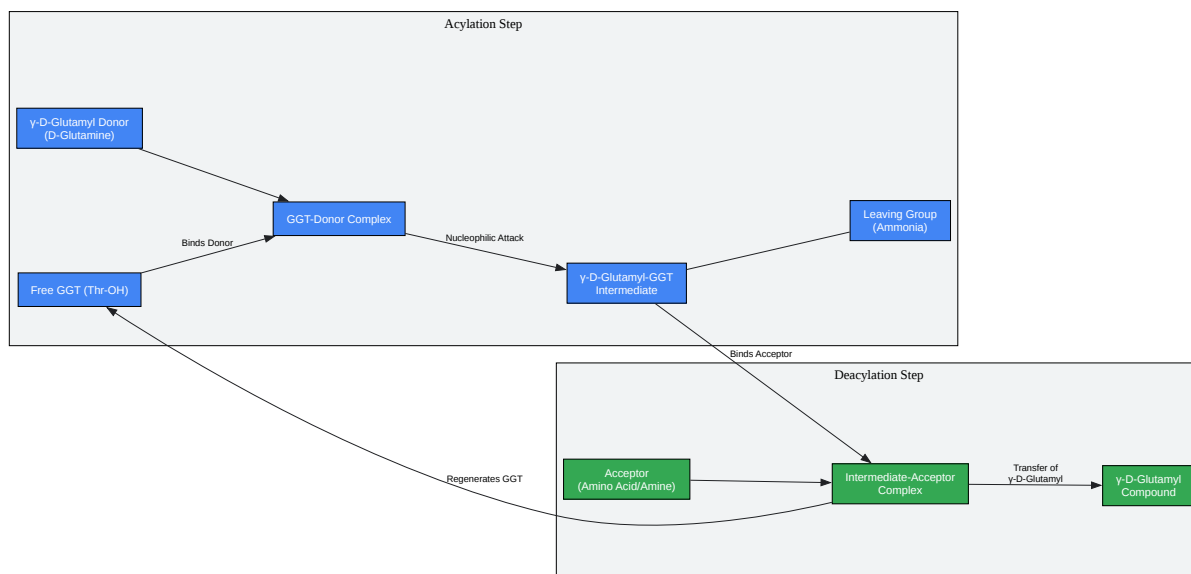 Acylation Step
γ-D-Glutamyl Donor
(D-Glutamine)
GGT-Donor Complex
Leaving Group
(Ammonia)
Binds Donor
Nucleophilic Attack
Free GGT (Thr-OH)
γ-D-Glutamyl-GGT
Intermediate
Binds Acceptor
Deacylation Step
Regenerates GGT
Acceptor
(Amino Acid/Amine)
Intermediate-Acceptor
Complex
Transfer of
γ-D-Glutamyl
γ-D-Glutamyl
Compound